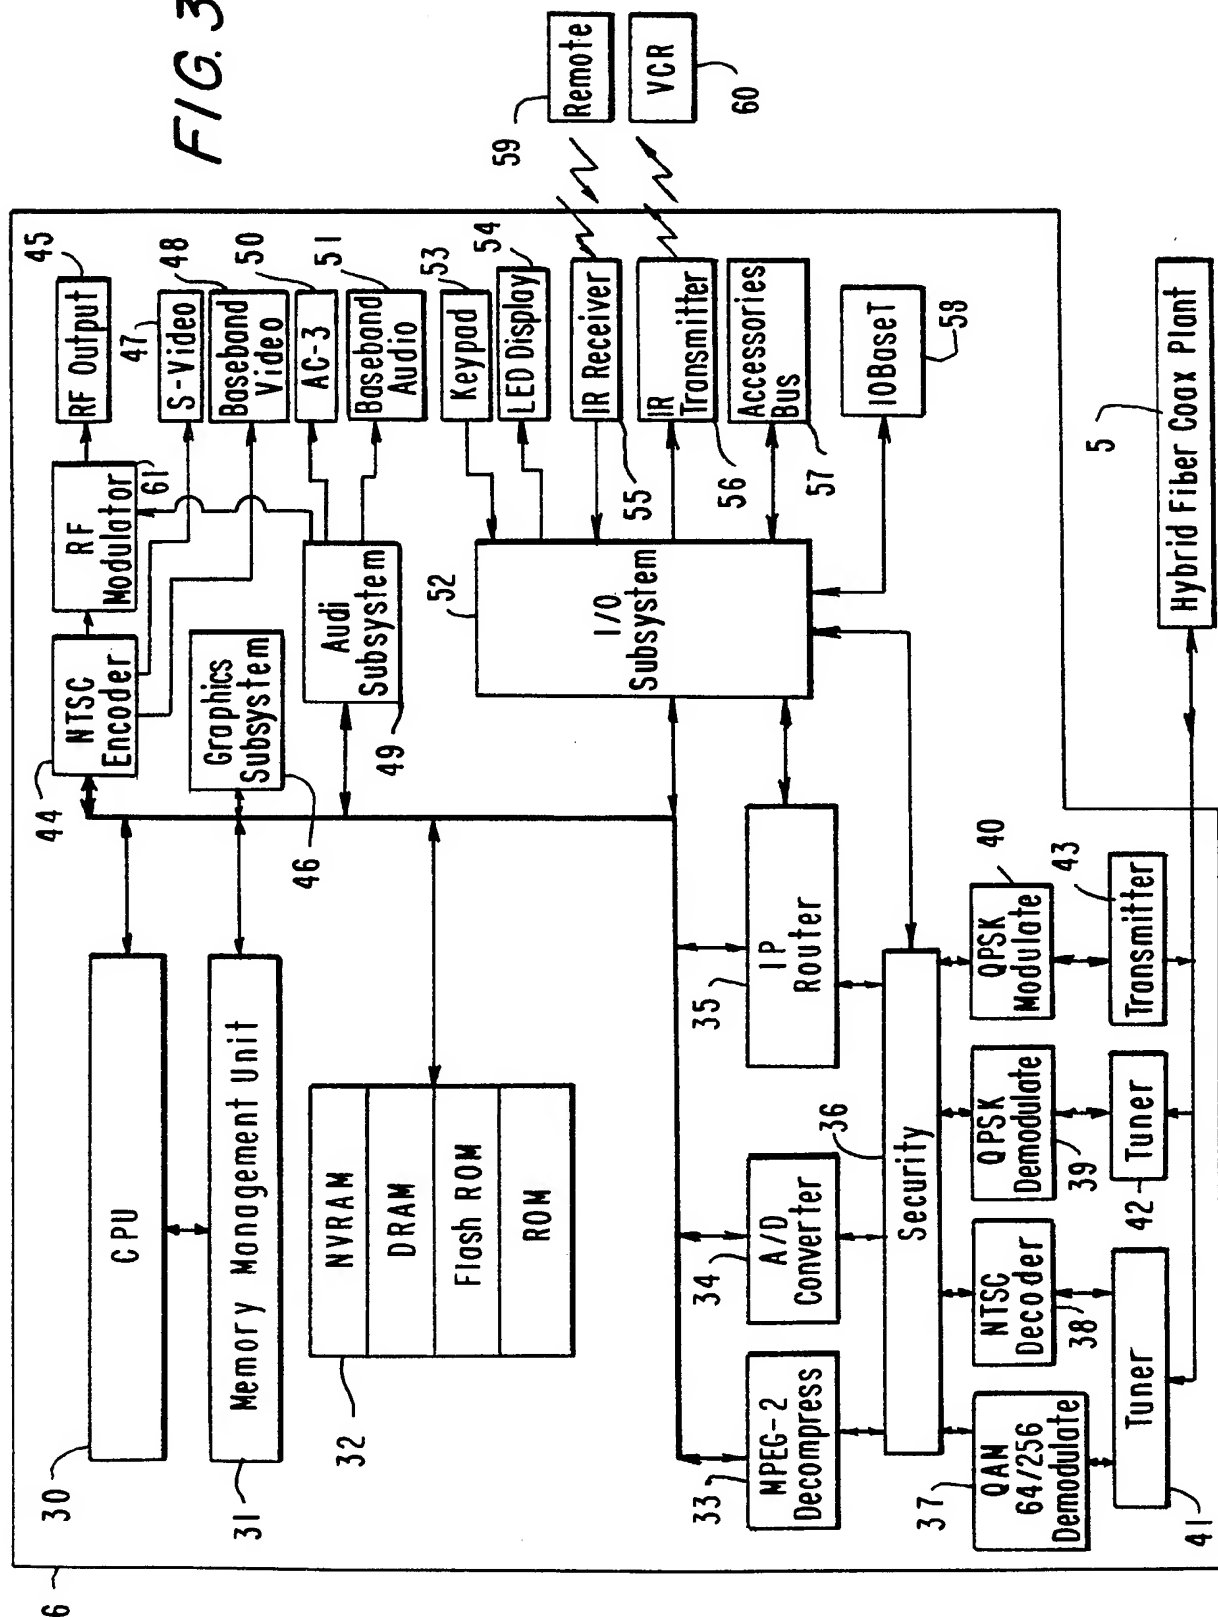 FIG. 3
6
30
CPU
31
Memory Management Unit
32
NVRAM
DRAM
Flash ROM
ROM
44
NTSC
Encoder
RF
Modulator
61
RF Output
45
47
S-Video
48
Baseband
Video
50
AC-3
51
Baseband
Audio
Graphics
Subsystem
46
Audi
Subsystem
49
53
Keypad
54
LED Display
52
I/O
Subsystem
IR Receiver
55
IR
Transmitter
56
Accessories
Bus
57
10BaseT
58
59
Remote
VCR
60
33
MPEG-2
Decompress
34
A/D
Converter
35
IP
Router
36
Security
37
QAM
64/256
Demodulate
NTSC
Decoder
38
QPSK
Demodulate
39
40
QPSK
Modulate
41
Tuner
42
Tuner
43
Transmitter
5
Hybrid Fiber Coax Plant